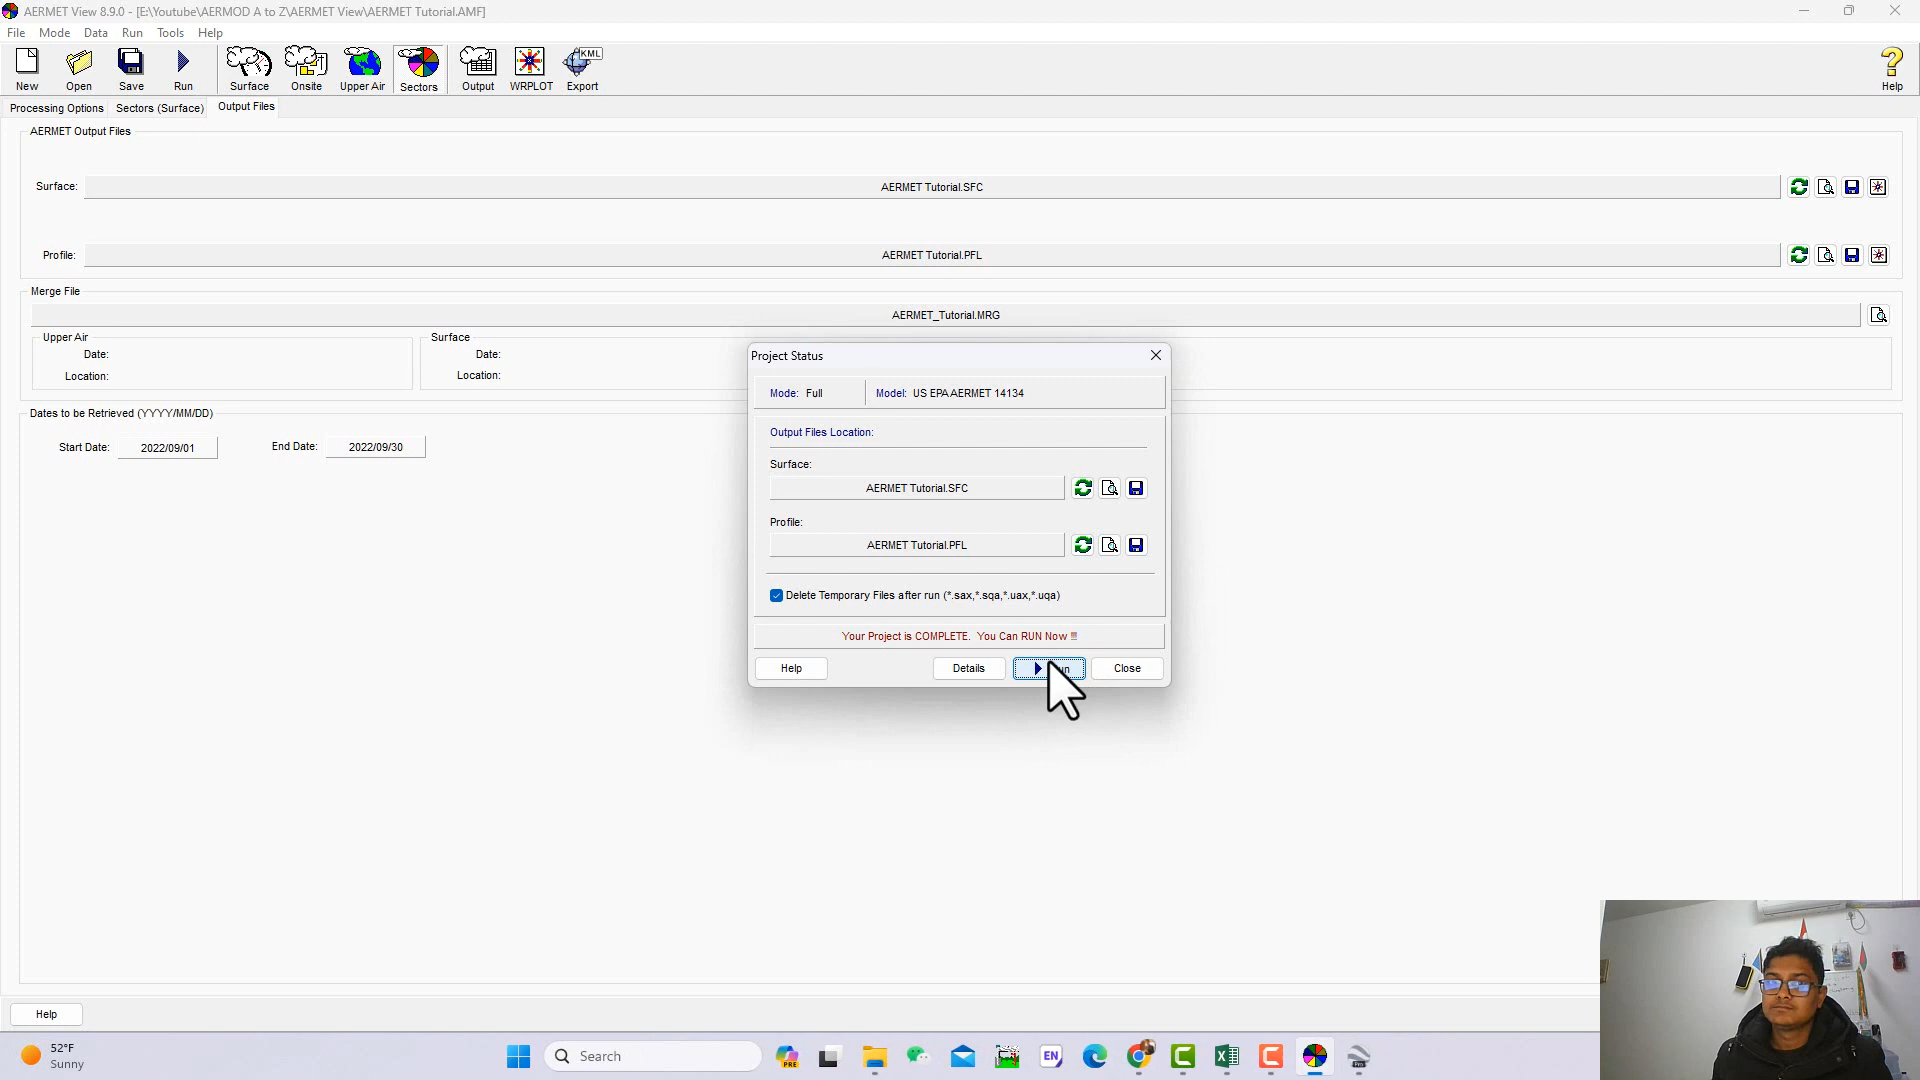 AERMET View 8.9.0 - [E:\Youtube\AERMOD A to Z\AERMET View\AERMET Tutorial.AMF]
File Mode Data Run Tools Help
KML
New Open Save Run Surface Onsite Upper Air Sectors Output WRPLOT Export Help
Processing Options Sectors (Surface) Output Files
AERMET Output Files
Surface: AERMET Tutorial.SFC
Profile: AERMET Tutorial.PFL
Merge File
AERMET_Tutorial.MRG
Upper Air
Date:
Location:
Surface
Date:
Location:
Dates to be Retrieved (YYYY/MM/DD)
Start Date: 2022/09/01 End Date: 2022/09/30
Project Status
Mode: Full Model: US EPA AERMET 14134
Output Files Location:
Surface:
AERMET Tutorial.SFC
Profile:
AERMET Tutorial.PFL
Delete Temporary Files after run (*.sax,*.sqa,*.uax,*.uqa)
Your Project is COMPLETE. You Can RUN Now !!!
Help Details Close
Help
52°F
Sunny
Search
PRE
EN